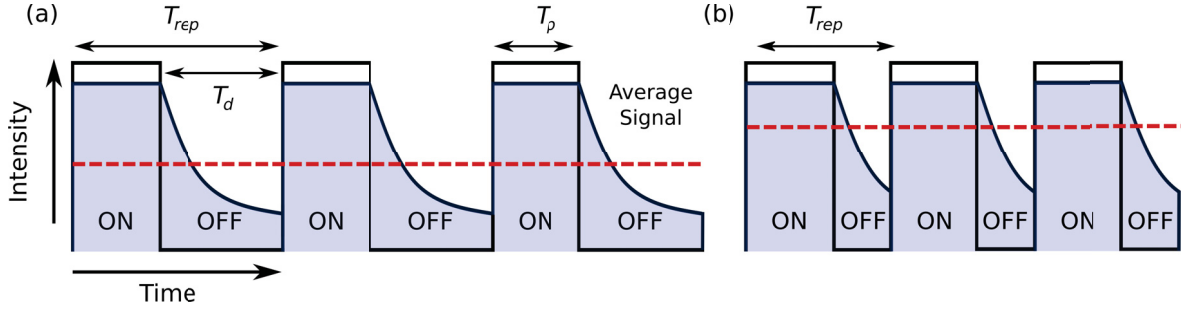 (a)
T_rep
T_p
T_d
Average
Signal
Intensity
ON
OFF
ON
OFF
ON
OFF
Time
(b)
T_rep
ON
OFF
ON
OFF
ON
OFF